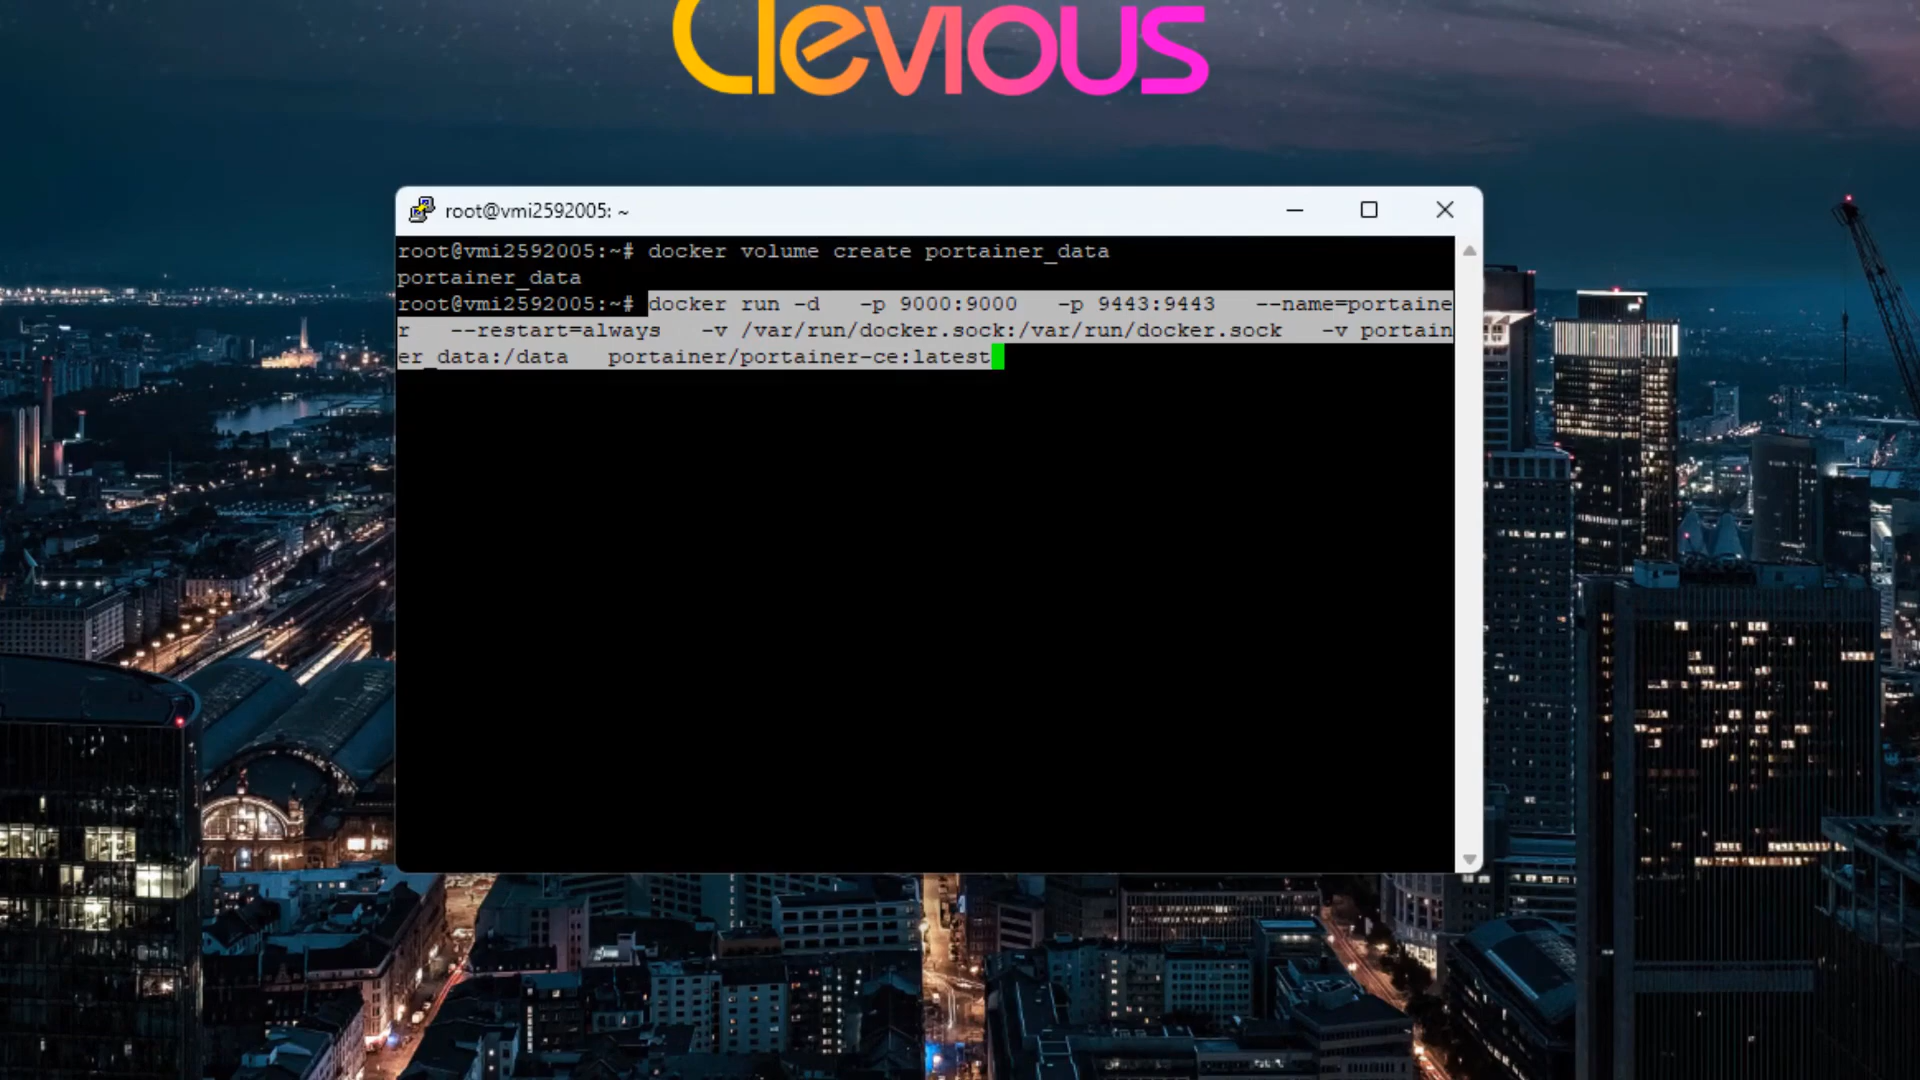 Clevious
root@vmi2592005: ~
root@vmi2592005:~# docker volume create portainer_data
portainer_data
root@vmi2592005:~# docker run -d   -p 9000:9000   -p 9443:9443   --name=portaine
r   --restart=always   -v /var/run/docker.sock:/var/run/docker.sock   -v portain
er_data:/data   portainer/portainer-ce:latest